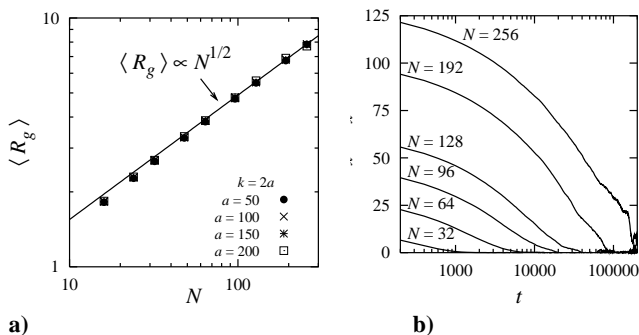 10
⟨ R_g ⟩ ∝ N^{1/2}
⟨ R_g ⟩
k = 2a
a = 50
a = 100
a = 150
a = 200
1
10
100
N
a)
125
N = 256
100
N = 192
75
N = 128
50
N = 96
N = 64
25
N = 32
0
1000
10000
100000
t
b)